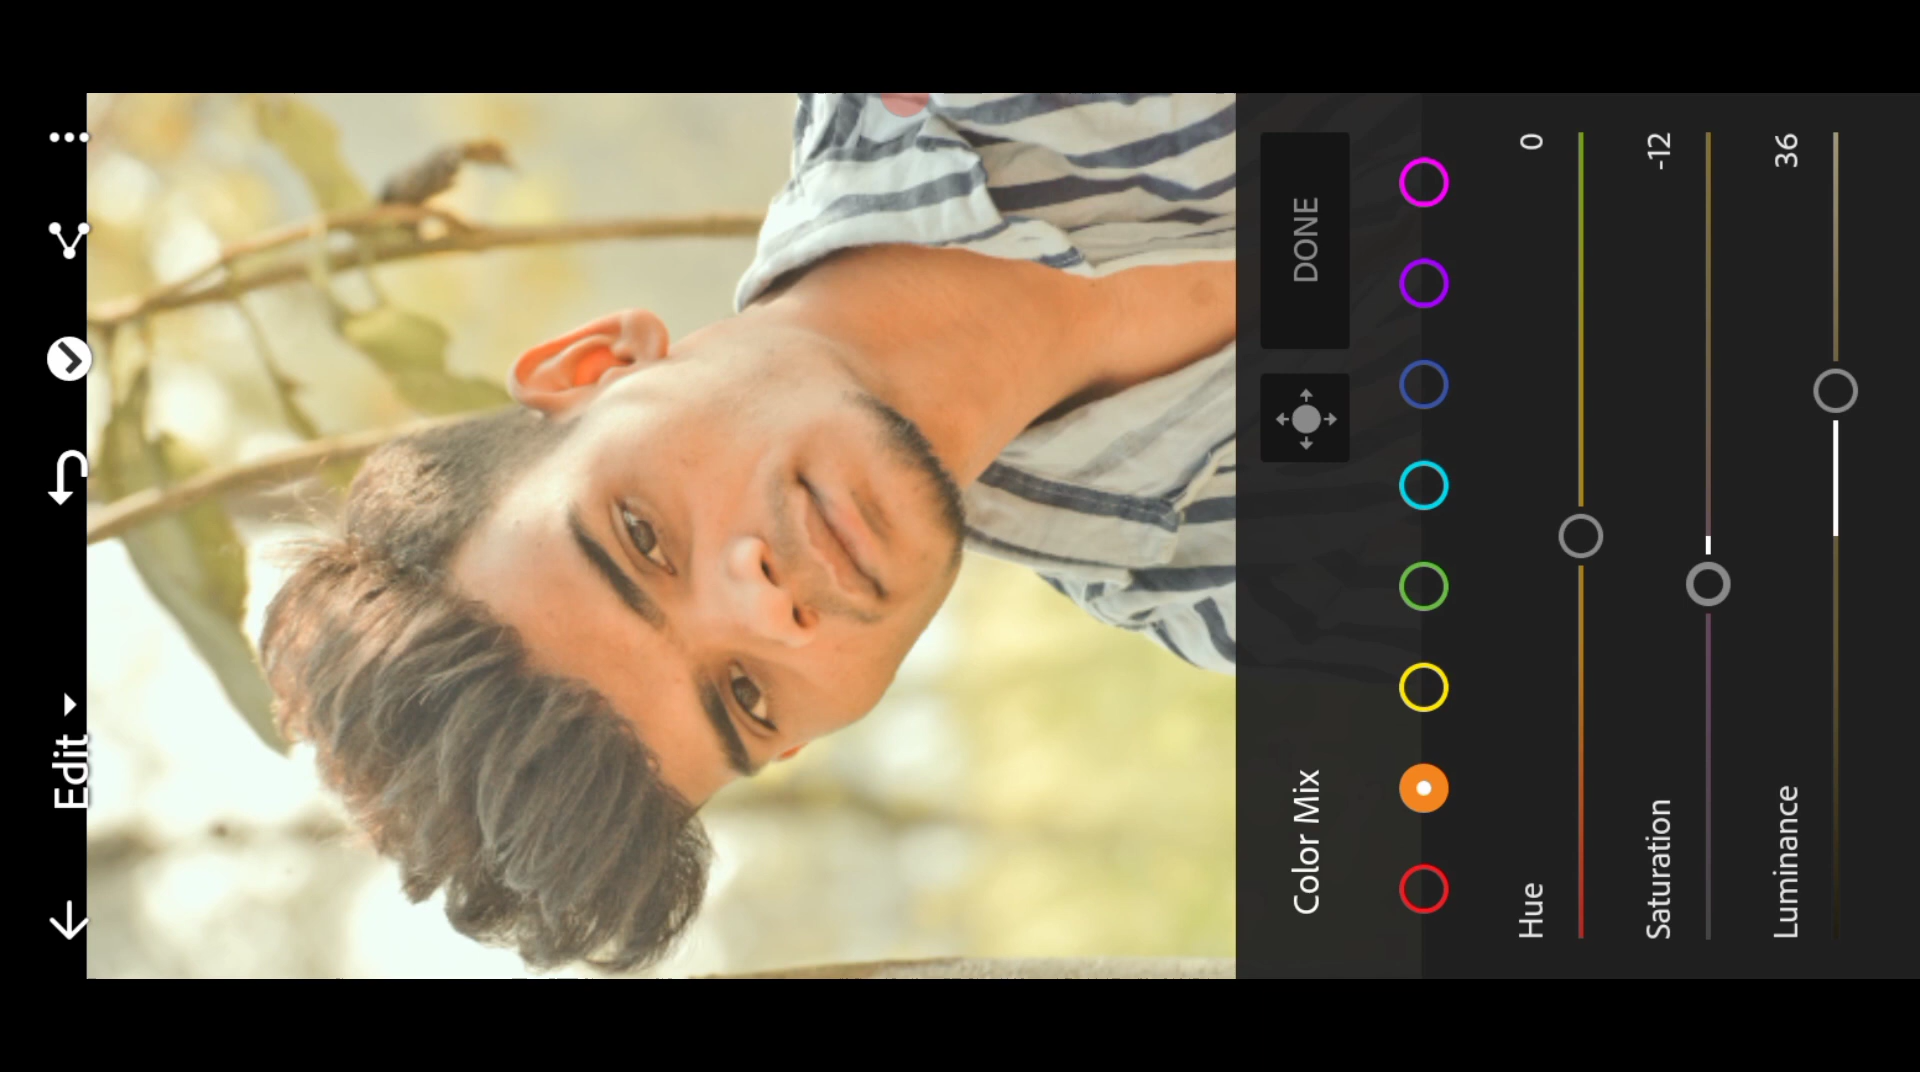 Edit
Color Mix
DONE
Hue 0
Saturation -12
Luminance 36